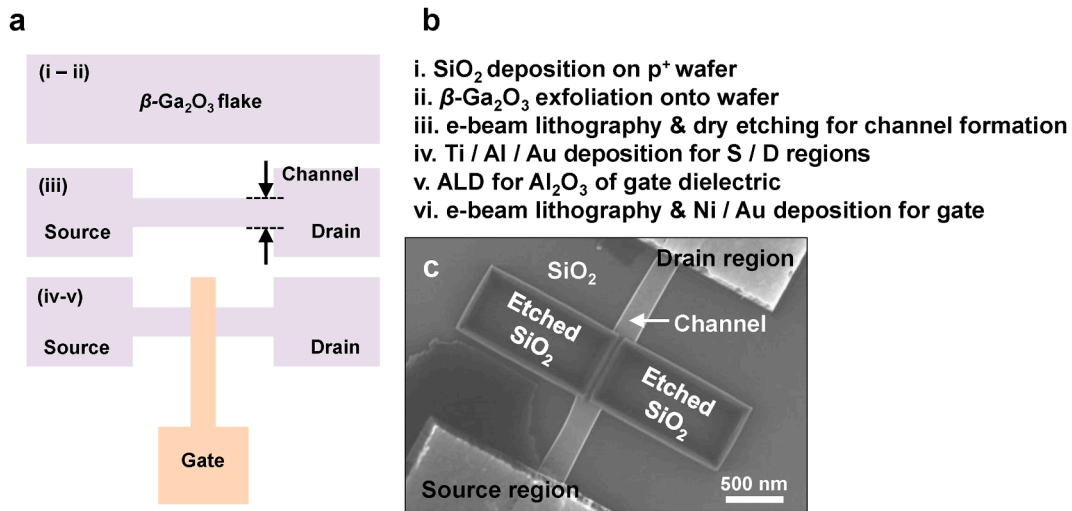 a
(i – ii)
β-Ga₂O₃ flake
(iii)
Channel
Source
Drain
(iv-v)
Source
Drain
Gate
b
i. SiO₂ deposition on p⁺ wafer
ii. β-Ga₂O₃ exfoliation onto wafer
iii. e-beam lithography & dry etching for channel formation
iv. Ti / Al / Au deposition for S / D regions
v. ALD for Al₂O₃ of gate dielectric
vi. e-beam lithography & Ni / Au deposition for gate
c
SiO₂
Drain region
Etched
SiO₂
Channel
Etched
SiO₂
Source region
500 nm